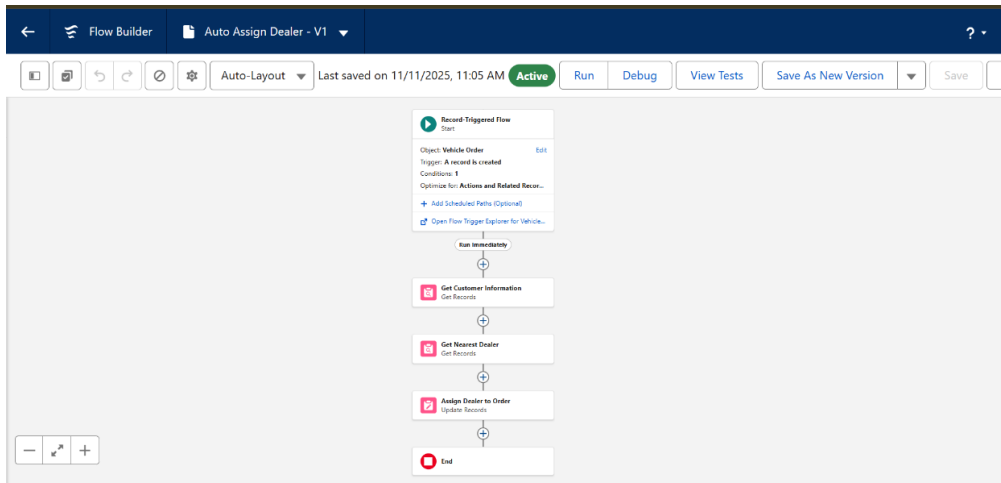 Flow Builder
Auto Assign Dealer - V1
?
Auto-Layout
Last saved on 11/11/2025, 11:05 AM
Active
Run
Debug
View Tests
Save As New Version
Save
Record-Triggered Flow
Start
Object: Vehicle Order
Edit
Trigger: A record is created
Conditions: 1
Optimize for: Actions and Related Recor...
+ Add Scheduled Paths (Optional)
Open Flow Trigger Explorer for Vehicle...
Run Immediately
Get Customer Information
Get Records
Get Nearest Dealer
Get Records
Assign Dealer to Order
Update Records
End